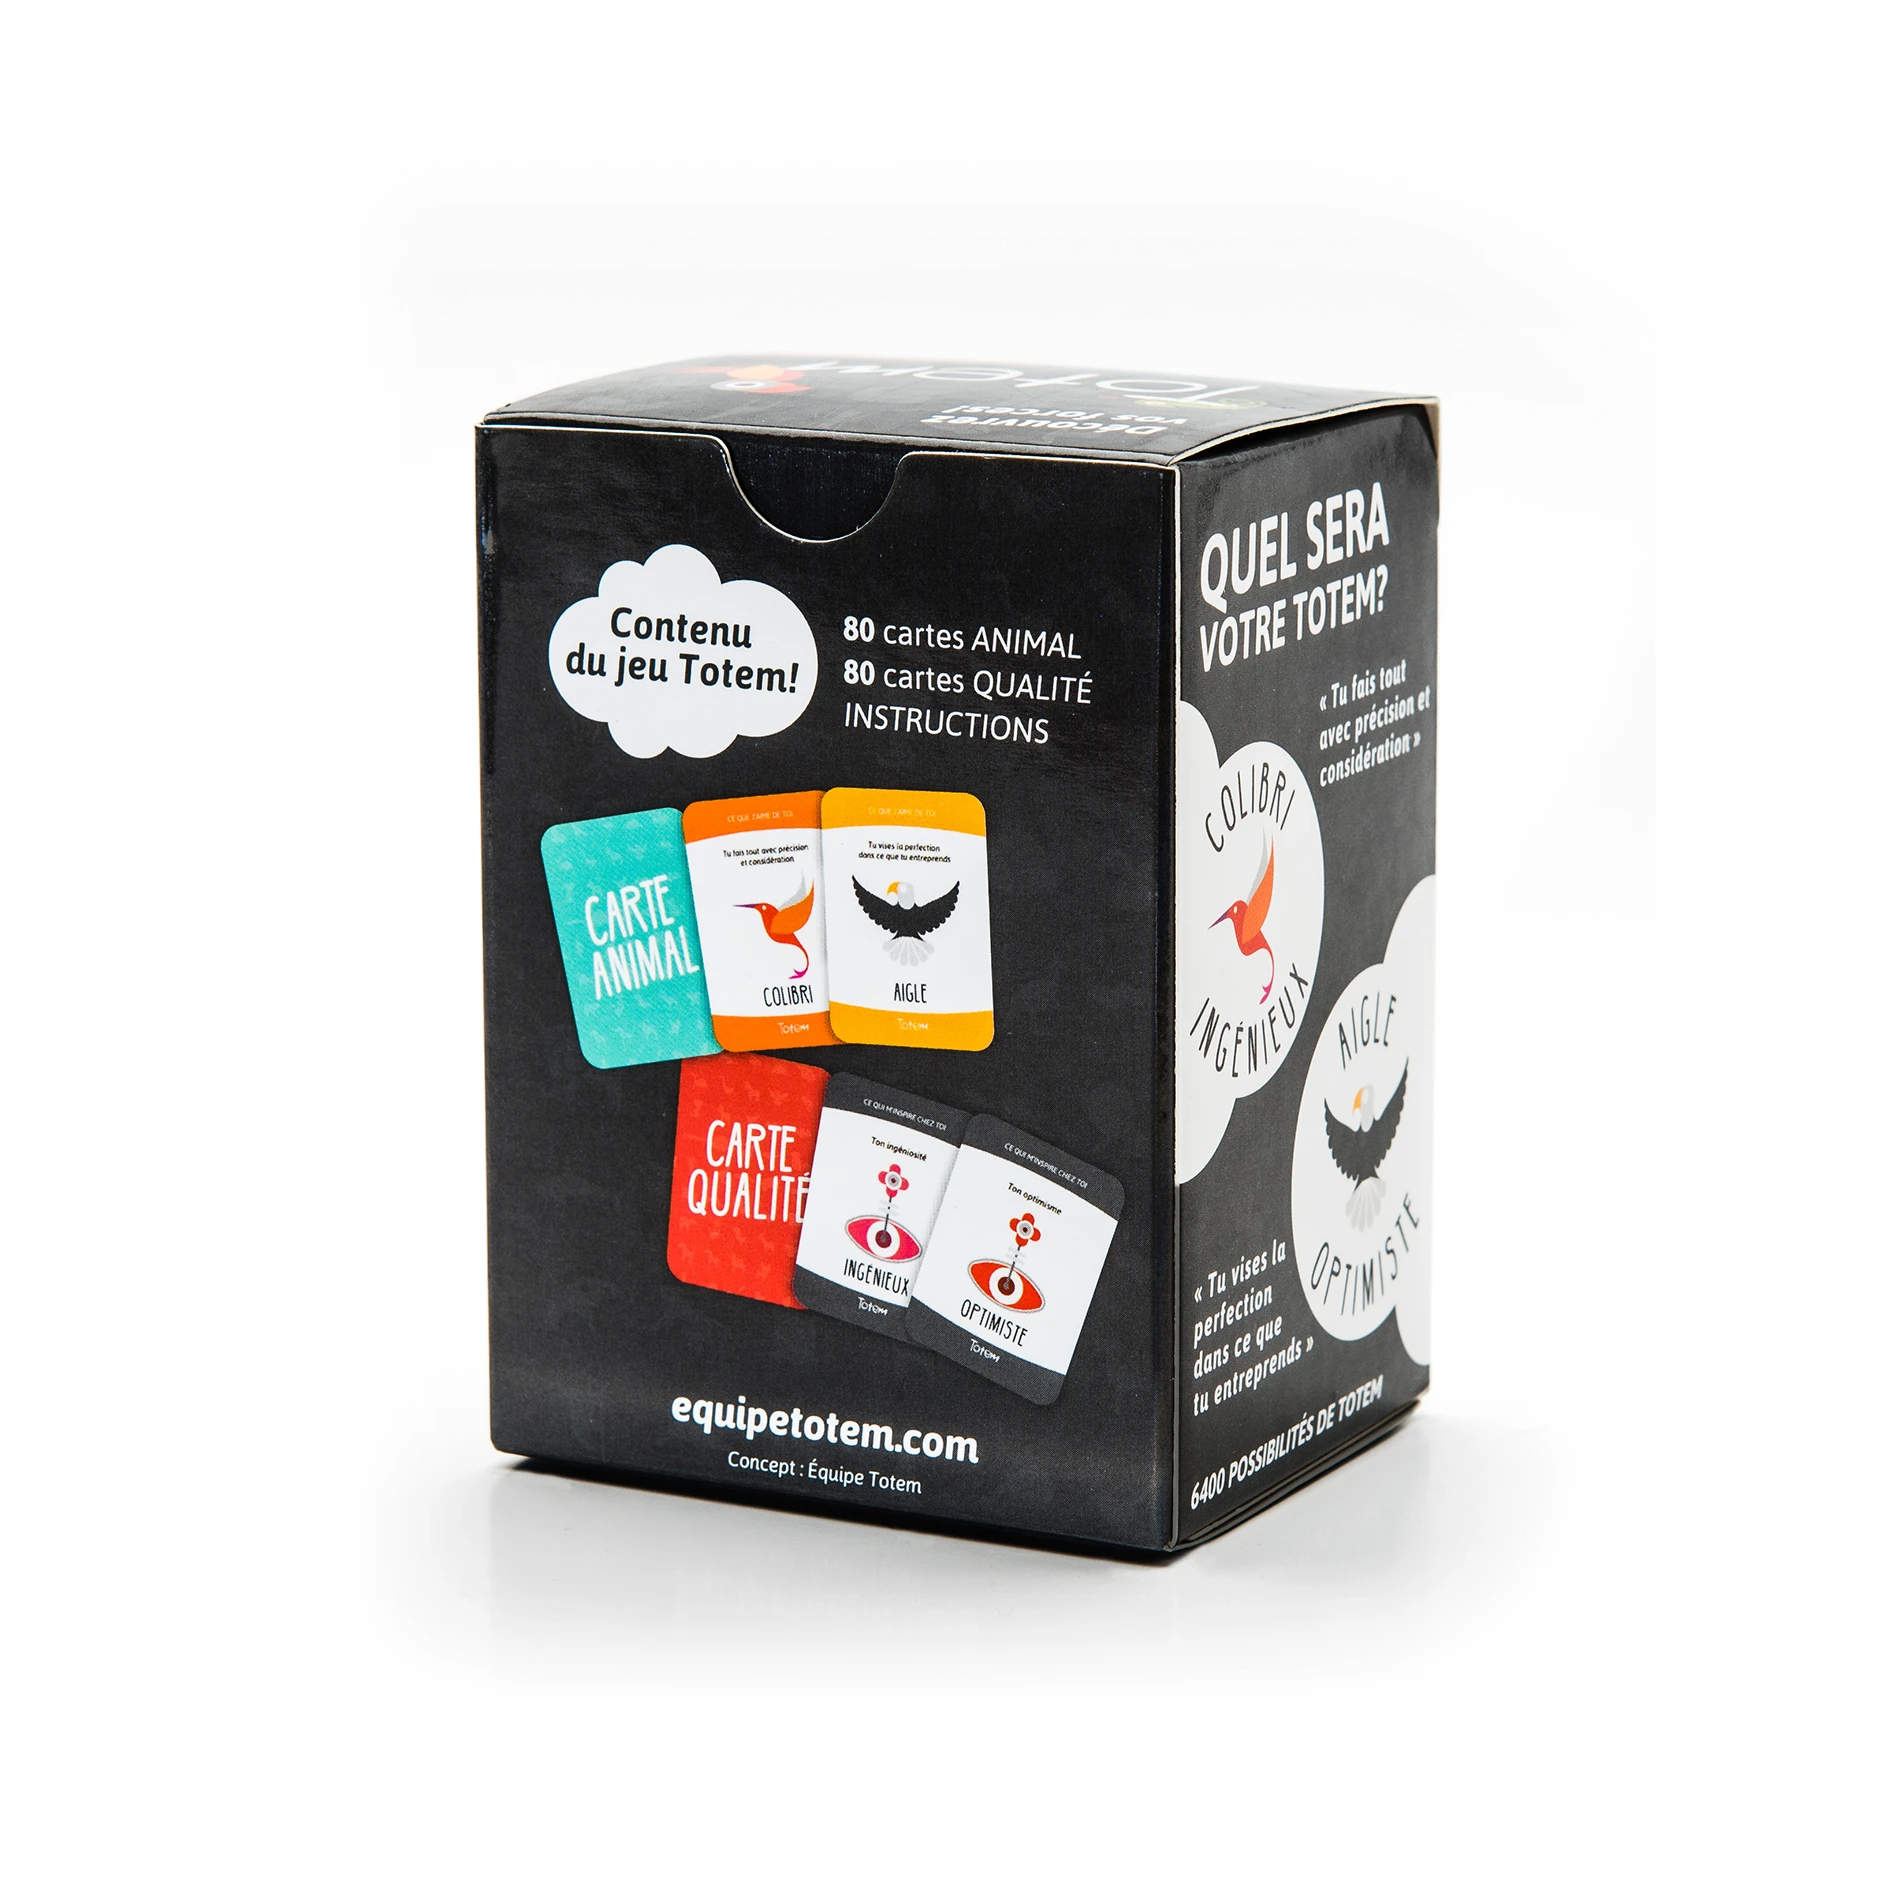 Totem
Découvrez
vos forces!
Contenu
du jeu Totem!
80 cartes ANIMAL
80 cartes QUALITÉ
INSTRUCTIONS
CARTE
ANIMAL
CE QUE J'AIME DE TOI
Tu fais tout avec précision
et considération
COLIBRI
Totem
CE QUE J'AIME DE TOI
Tu vises la perfection
dans ce que tu entreprends
AIGLE
Totem
CARTE
QUALITÉ
CE QUI M'INSPIRE CHEZ TOI
Ton ingéniosité
INGÉNIEUX
Totem
CE QUI M'INSPIRE CHEZ TOI
Ton optimisme
OPTIMISTE
Totem
equipetotem.com
Concept : Équipe Totem
QUEL SERA
VOTRE TOTEM?
« Tu fais tout
avec précision et
considération »
COLIBRI
INGÉNIEUX
AIGLE
OPTIMISTE
« Tu vises la
perfection
dans ce que
tu entreprends »
6400 POSSIBILITÉS DE TOTEM